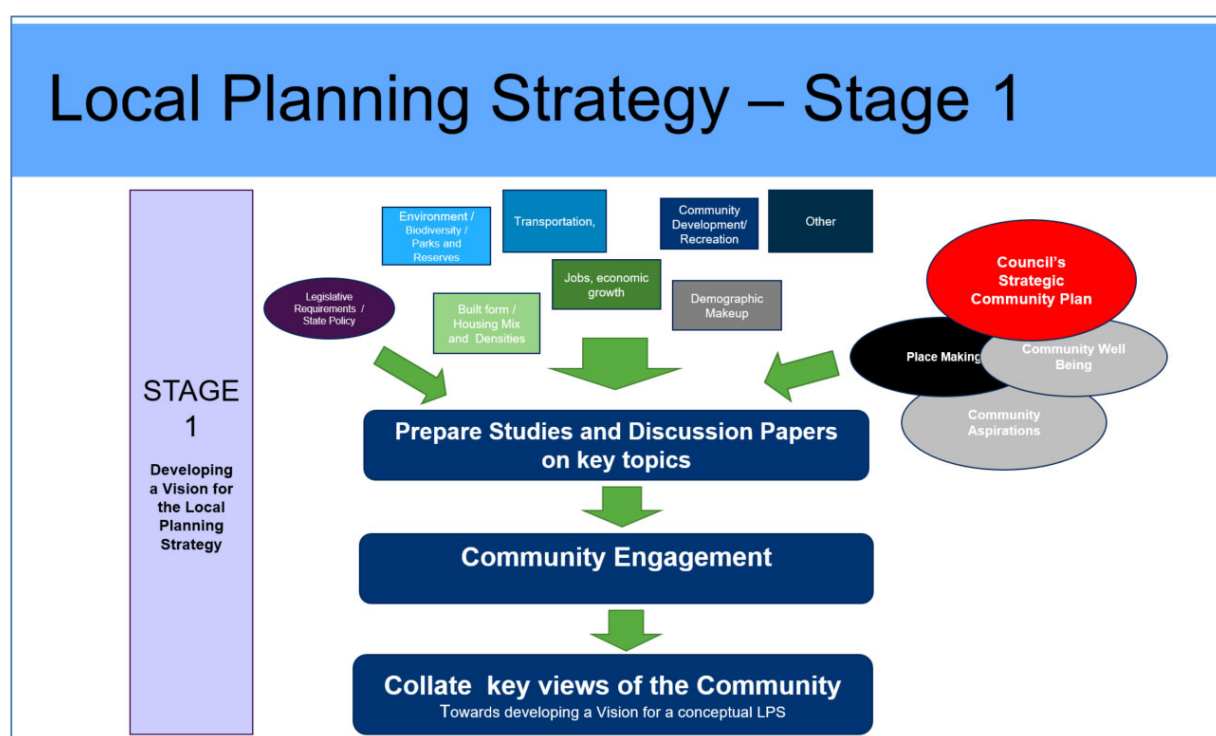 Local Planning Strategy – Stage 1
STAGE
1
Developing
a Vision for
the Local
Planning
Strategy
Legislative
Requirements /
State Policy
Environment /
Biodiversity /
Parks and
Reserves
Transportation,
Community
Development/
Recreation
Other
Built form /
Housing Mix
and Densities
Jobs, economic
growth
Demographic
Makeup
Council's
Strategic
Community Plan
Place Making
Community Well
Being
Community
Aspirations
Prepare Studies and Discussion Papers
on key topics
Community Engagement
Collate key views of the Community
Towards developing a Vision for a conceptual LPS